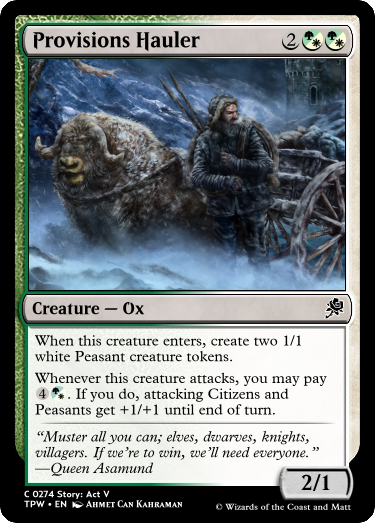 Provisions Hauler 2
Creature — Ox
When this creature enters, create two 1/1
white Peasant creature tokens.
Whenever this creature attacks, you may pay
4. If you do, attacking Citizens and
Peasants get +1/+1 until end of turn.
“Muster all you can; elves, dwarves, knights,
villagers. If we’re to win, we’ll need everyone.”
—Queen Asamund
2/1
C 0274 Story: Act V
TPW • EN Ahmet Can Kahraman
© Wizards of the Coast and Matt